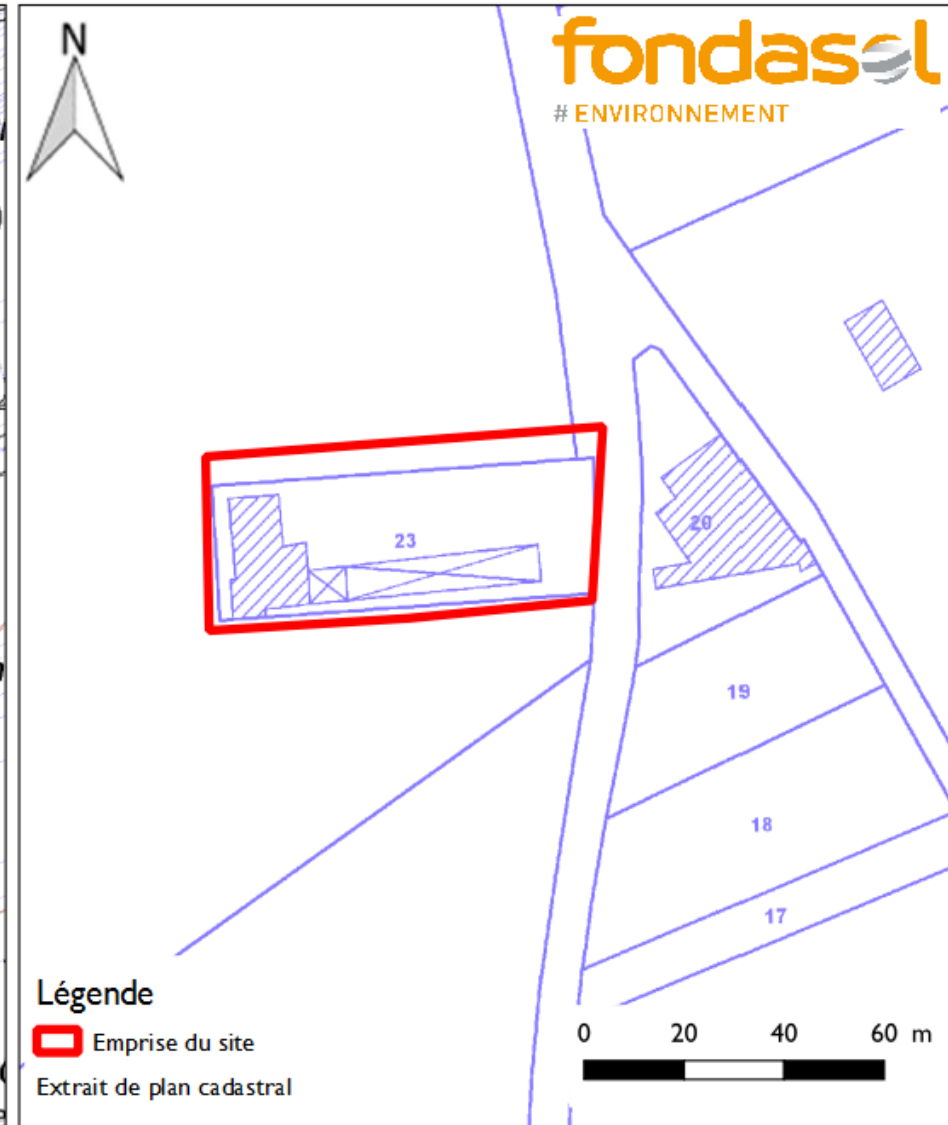 N
fondasol
# ENVIRONNEMENT
23
20
19
18
17
Légende
Emprise du site
Extrait de plan cadastral
0 20 40 60 m